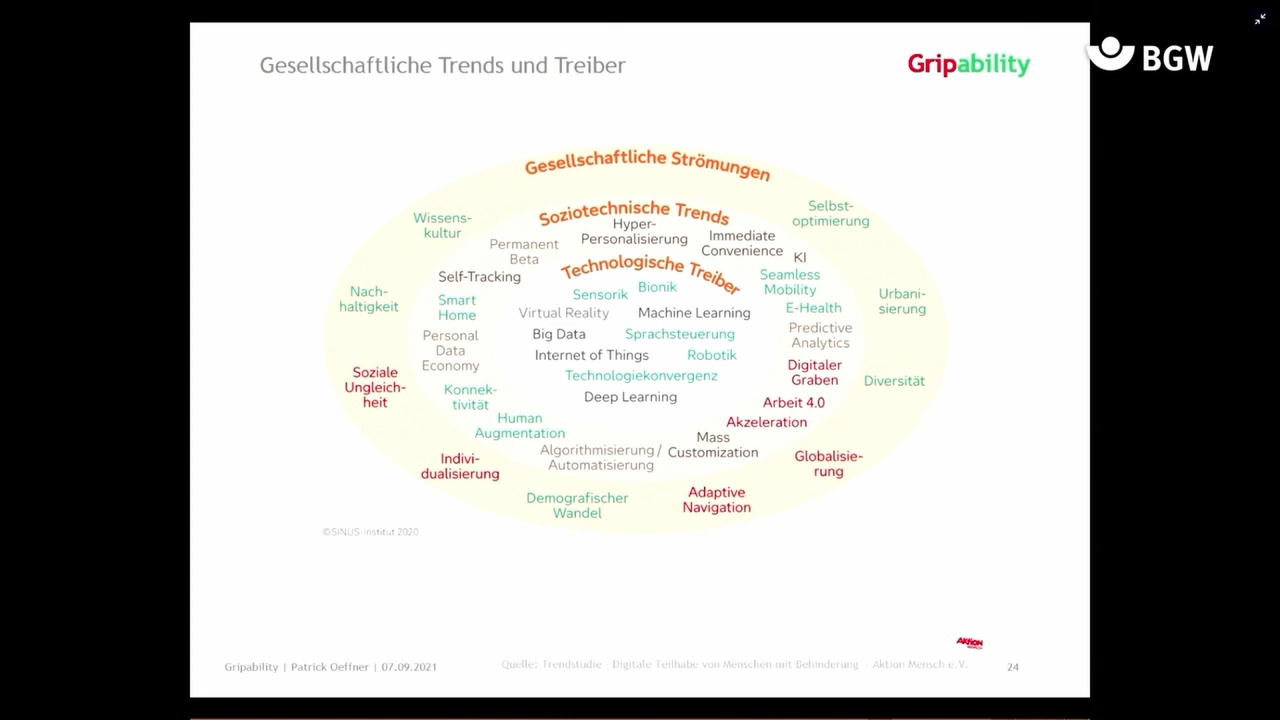 Gesellschaftliche Trends und Treiber
Gripability
BGW
Gesellschaftliche Strömungen
Wissens-
kultur
Selbst-
optimierung
Nach-
haltigkeit
Urbani-
sierung
Soziale
Ungleich-
heit
Diversität
Indivi-
dualisierung
Globalisie-
rung
Demografischer
Wandel
Adaptive
Navigation
Soziotechnische Trends
Hyper-
Personalisierung
Permanent
Beta
Immediate
Convenience
KI
Self-Tracking
Seamless
Mobility
Smart
Home
E-Health
Personal
Data
Economy
Predictive
Analytics
Digitaler
Graben
Konnek-
tivität
Arbeit 4.0
Human
Augmentation
Akzeleration
Algorithmisierung /
Automatisierung
Mass
Customization
Technologische Treiber
Sensorik
Bionik
Virtual Reality
Machine Learning
Big Data
Sprachsteuerung
Internet of Things
Robotik
Technologiekonvergenz
Deep Learning
©SINUS-Institut 2020
AKTION
MENSCH
Gripability | Patrick Oeffner | 07.09.2021
Quelle: Trendstudie - Digitale Teilhabe von Menschen mit Behinderung - Aktion Mensch e.V.
24